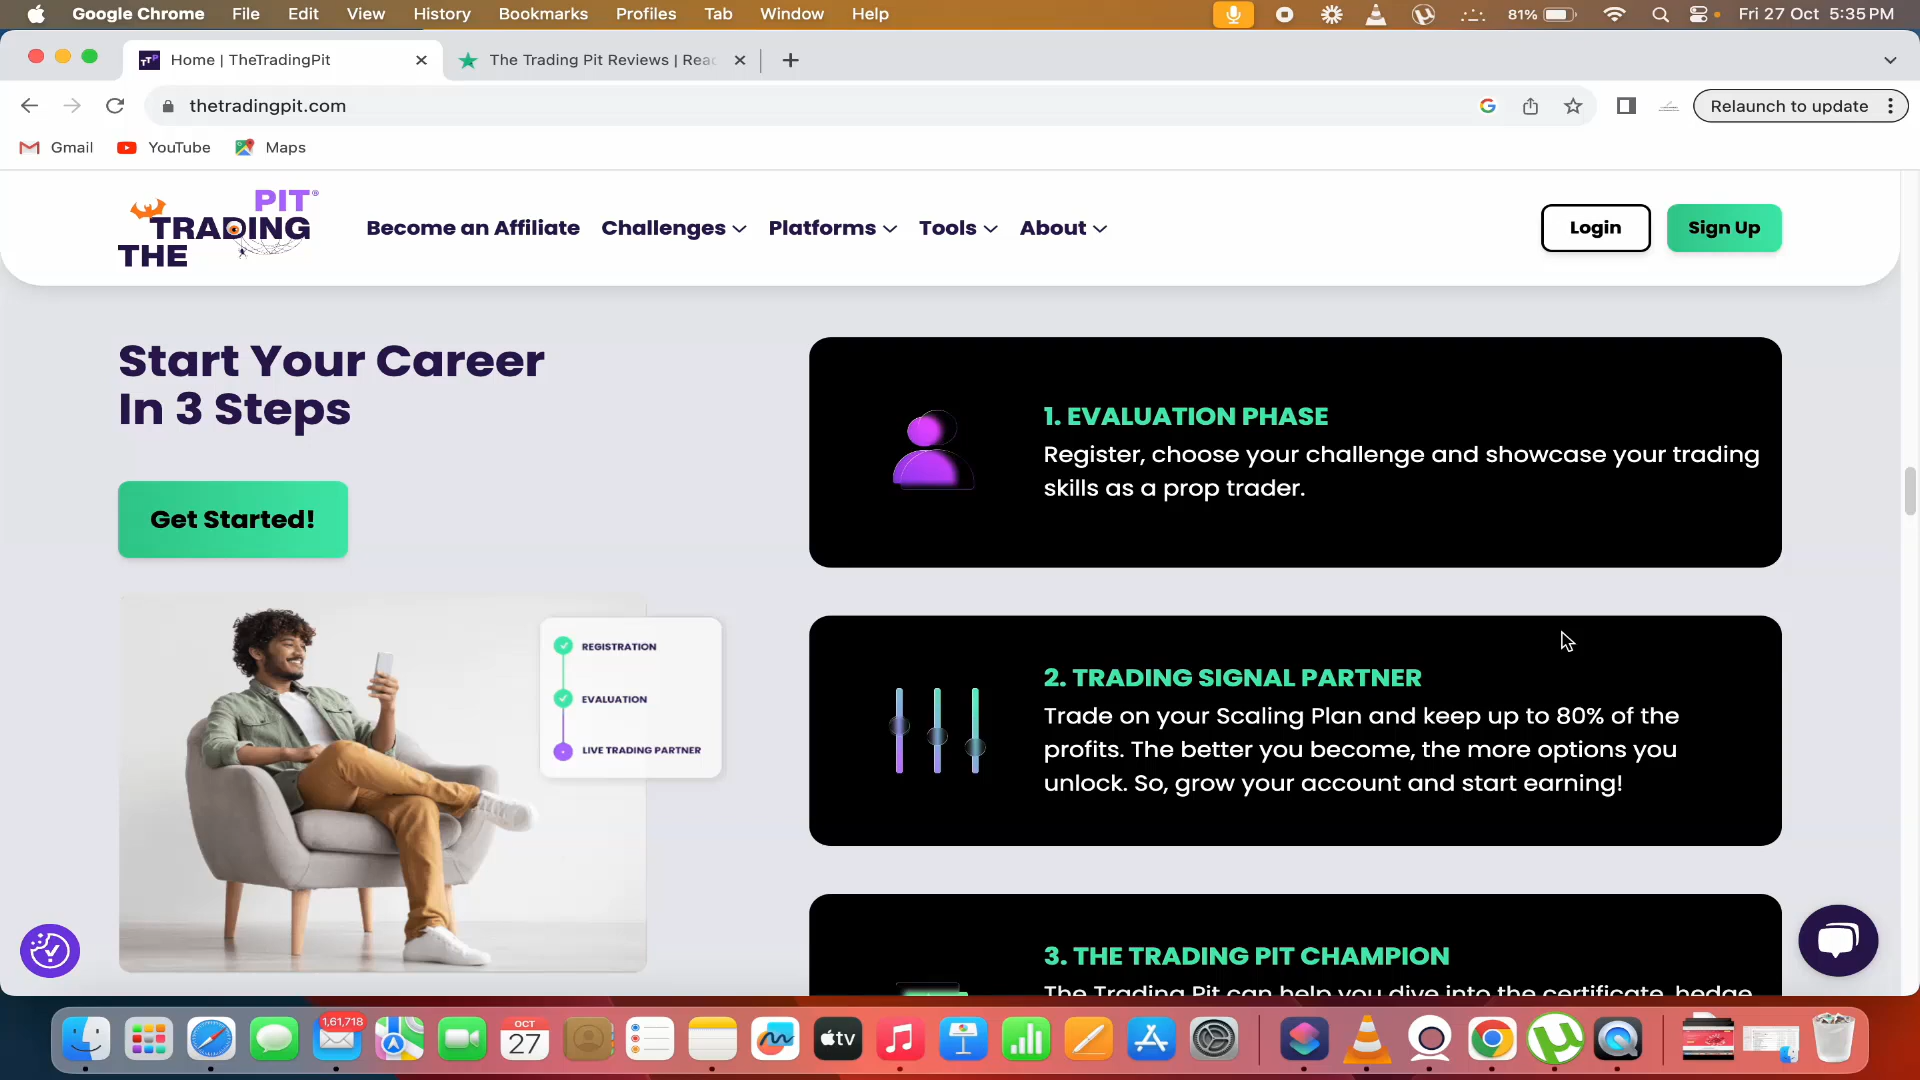 Google Chrome File Edit View History Bookmarks Profiles Tab Window Help 81% Fri 27 Oct 5:35 PM
Home | TheTradingPit
The Trading Pit Reviews | Rea
thetradingpit.com
Relaunch to update
Gmail YouTube Maps
PIT®
TRADING
THE
Become an Affiliate Challenges Platforms Tools About
Login Sign Up
Start Your Career
In 3 Steps
Get Started!
REGISTRATION
EVALUATION
LIVE TRADING PARTNER
1. EVALUATION PHASE
Register, choose your challenge and showcase your trading
skills as a prop trader.
2. TRADING SIGNAL PARTNER
Trade on your Scaling Plan and keep up to 80% of the
profits. The better you become, the more options you
unlock. So, grow your account and start earning!
3. THE TRADING PIT CHAMPION
The Trading Pit can help you dive into the certificate, hedge
1,61,718
OCT
27
tv